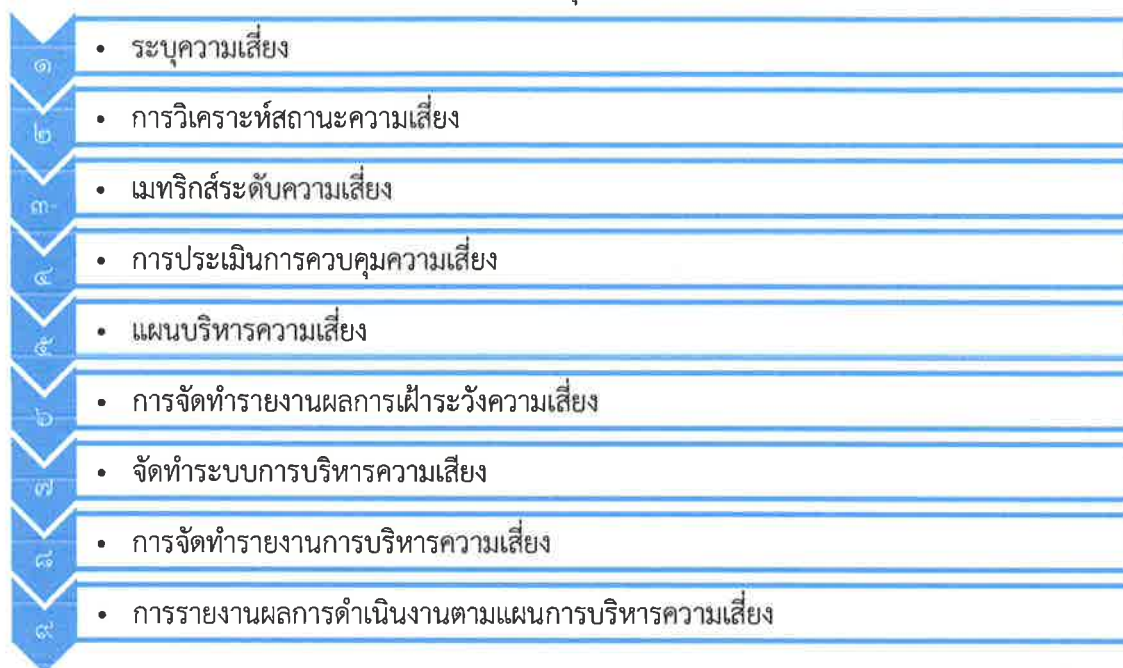 ๑
• ระบุความเสี่ยง
๒
• การวิเคราะห์สถานะความเสี่ยง
๓
• เมทริกส์ระดับความเสี่ยง
๔
• การประเมินการควบคุมความเสี่ยง
๕
• แผนบริหารความเสี่ยง
๖
• การจัดทำรายงานผลการเฝ้าระวังความเสี่ยง
๗
• จัดทำระบบการบริหารความเสียง
๘
• การจัดทำรายงานการบริหารความเสี่ยง
๙
• การรายงานผลการดำเนินงานตามแผนการบริหารความเสี่ยง